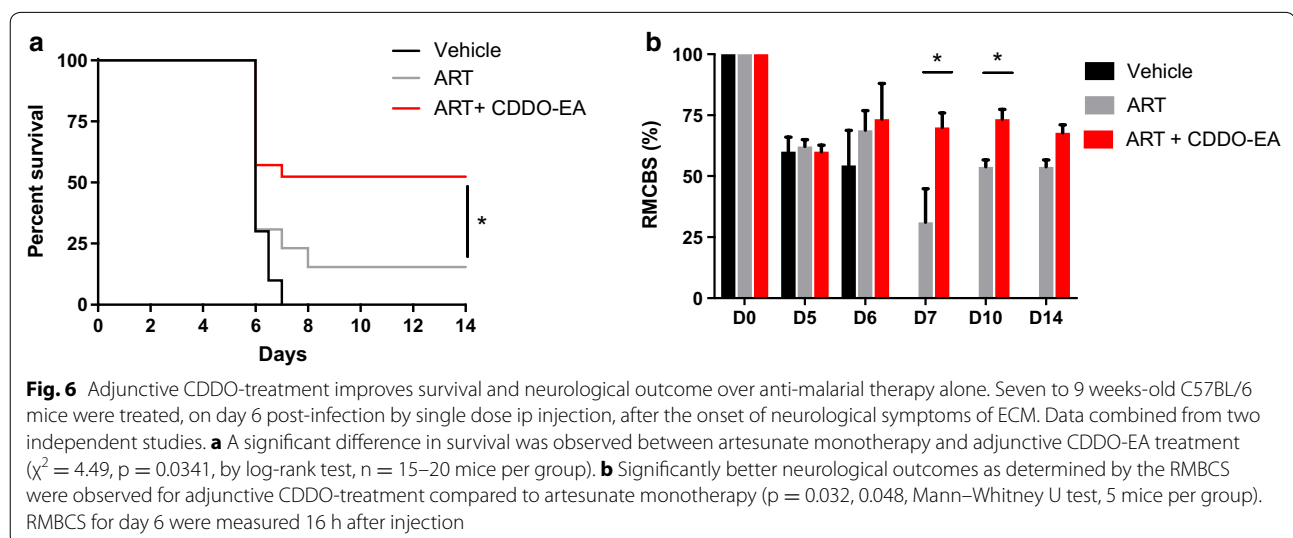 a
Vehicle
ART
ART+ CDDO-EA
100
75
50
25
0
Percent survival
*
0 2 4 6 8 10 12 14
Days
b
100
75
50
25
0
RMCBS (%)
* *
Vehicle
ART
ART + CDDO-EA
D0 D5 D6 D7 D10 D14
Fig. 6 Adjunctive CDDO-treatment improves survival and neurological outcome over anti-malarial therapy alone. Seven to 9 weeks-old C57BL/6
mice were treated, on day 6 post-infection by single dose ip injection, after the onset of neurological symptoms of ECM. Data combined from two
independent studies. a A significant difference in survival was observed between artesunate monotherapy and adjunctive CDDO-EA treatment
(χ² = 4.49, p = 0.0341, by log-rank test, n = 15–20 mice per group). b Significantly better neurological outcomes as determined by the RMBCS
were observed for adjunctive CDDO-treatment compared to artesunate monotherapy (p = 0.032, 0.048, Mann–Whitney U test, 5 mice per group).
RMBCS for day 6 were measured 16 h after injection